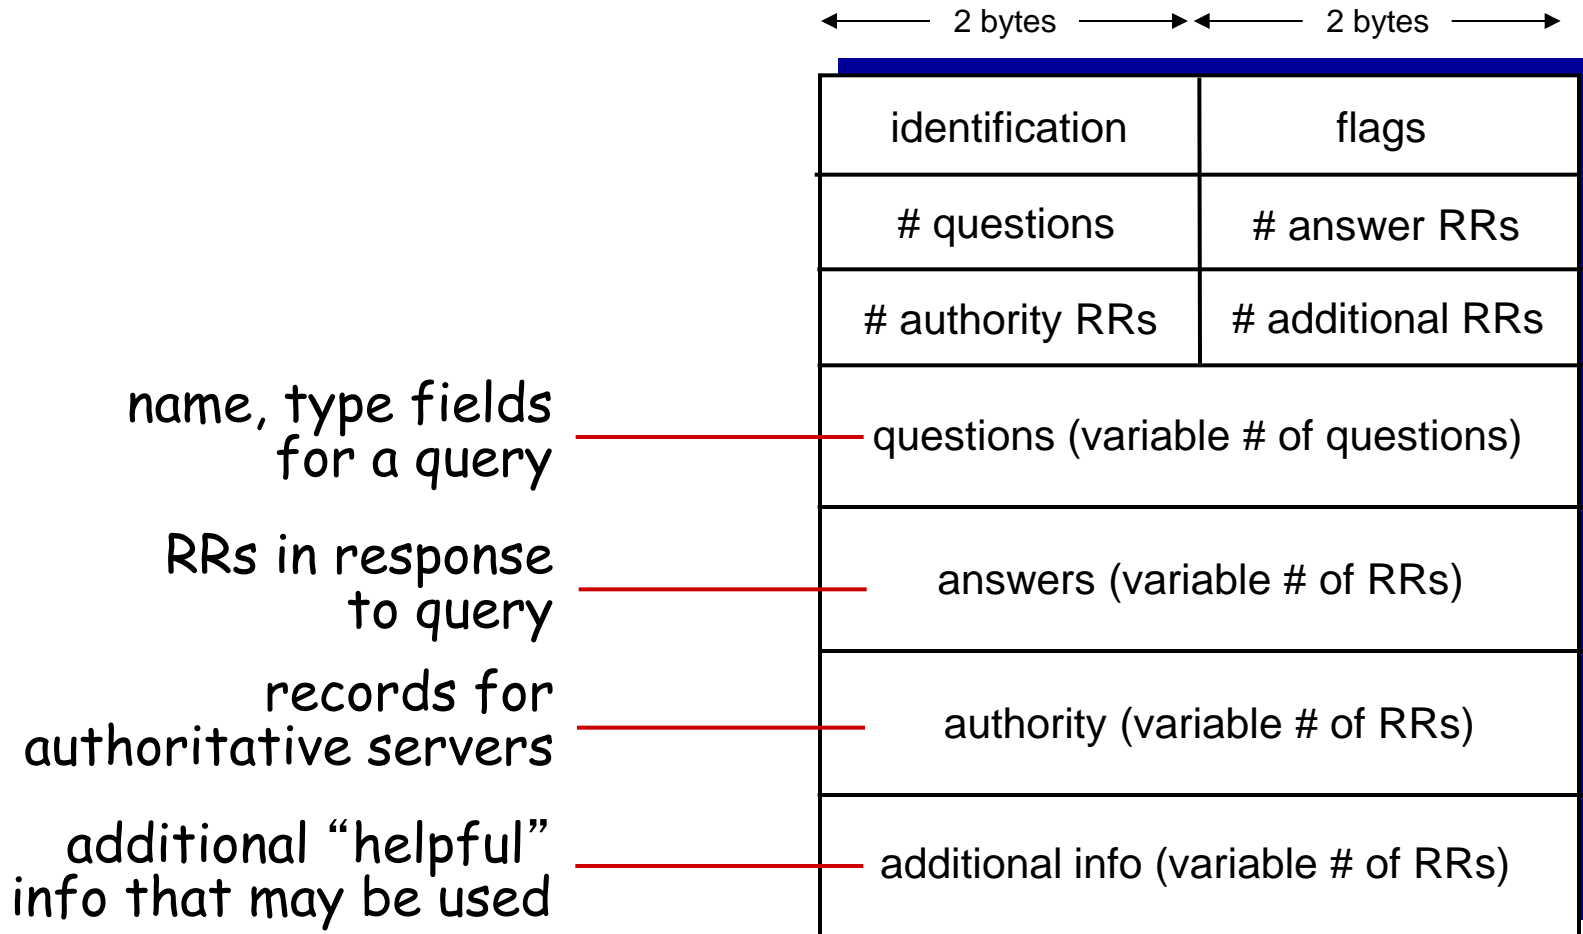 2 bytes 2 bytes
identification flags
# questions # answer RRs
# authority RRs # additional RRs
name, type fields
for a query
questions (variable # of questions)
RRs in response
to query
answers (variable # of RRs)
records for
authoritative servers
authority (variable # of RRs)
additional “helpful”
info that may be used
additional info (variable # of RRs)